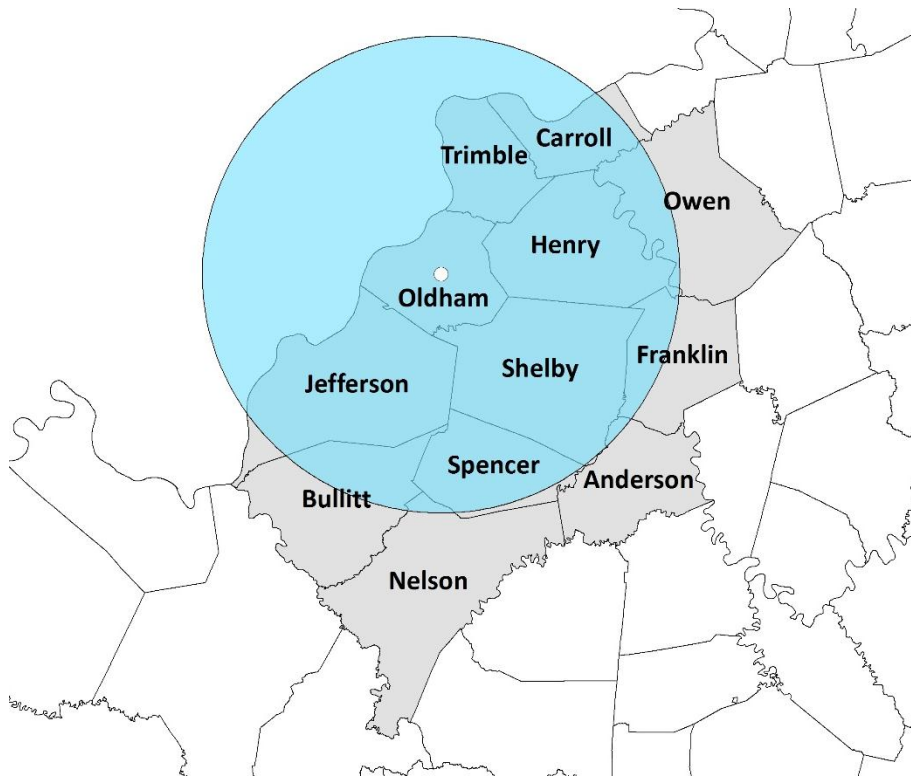 Carroll
Trimble
Owen
Henry
Oldham
Franklin
Shelby
Jefferson
Spencer
Anderson
Bullitt
Nelson